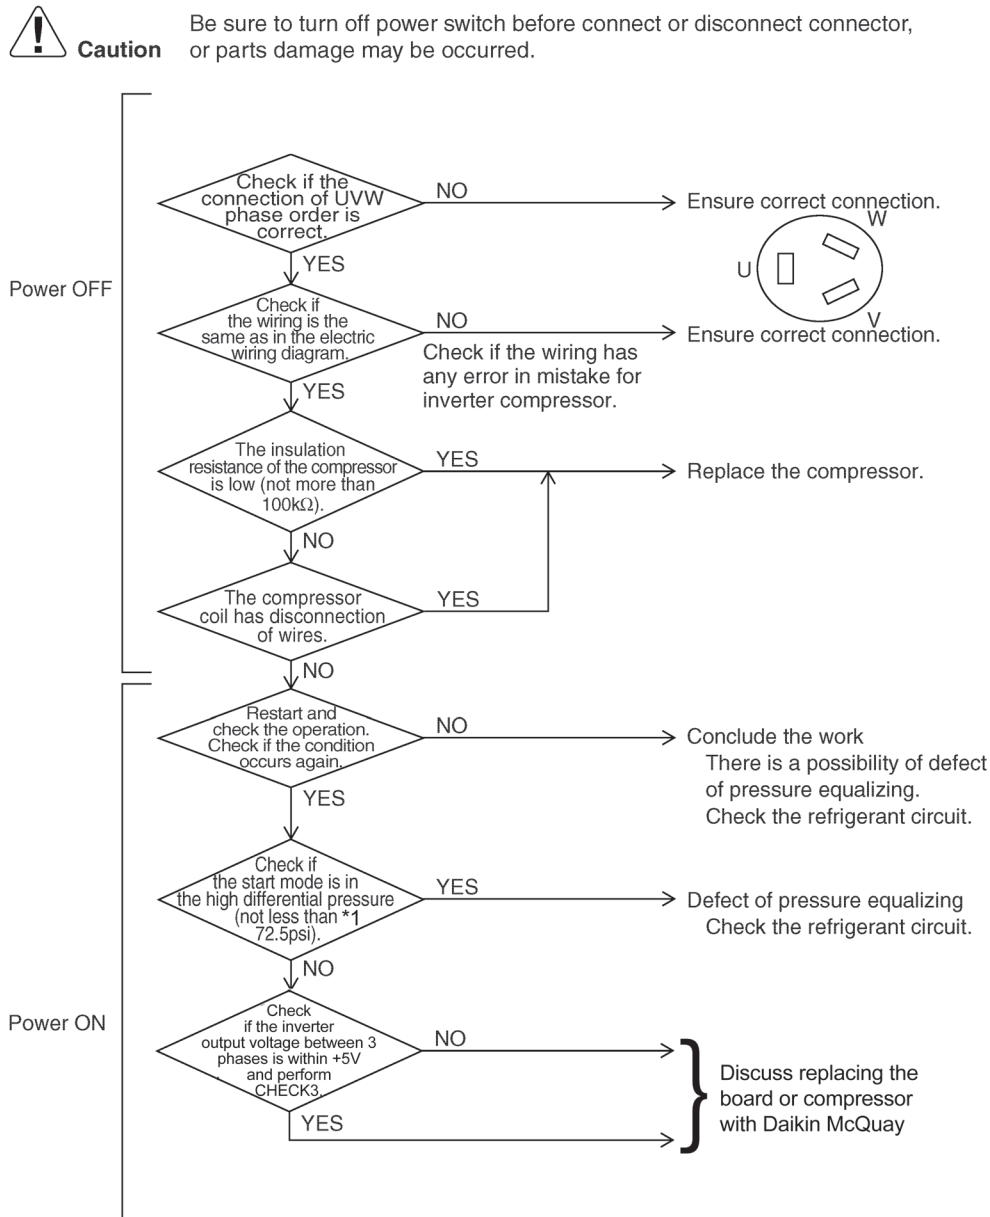 Be sure to turn off power switch before connect or disconnect connector,
Caution or parts damage may be occurred.
Power OFF
Check if the
connection of UVW
phase order is
correct.
NO
Ensure correct connection.
W
U
V
YES
Check if
the wiring is the
same as in the electric
wiring diagram.
NO
Check if the wiring has
any error in mistake for
inverter compressor.
Ensure correct connection.
YES
The insulation
resistance of the compressor
is low (not more than
100kΩ).
YES
Replace the compressor.
NO
The compressor
coil has disconnection
of wires.
YES
NO
Power ON
Restart and
check the operation.
Check if the condition
occurs again.
NO
Conclude the work
There is a possibility of defect
of pressure equalizing.
Check the refrigerant circuit.
YES
Check if
the start mode is in
the high differential pressure
(not less than *1
72.5psi).
YES
Defect of pressure equalizing
Check the refrigerant circuit.
NO
Check
if the inverter
output voltage between 3
phases is within +5V
. and perform
CHECK3.
NO
YES
Discuss replacing the
board or compressor
with Daikin McQuay